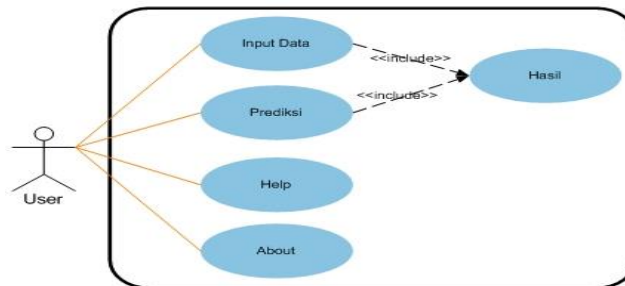 Input Data
<<include>>
Hasil
<<include>>
Prediksi
Help
User
About